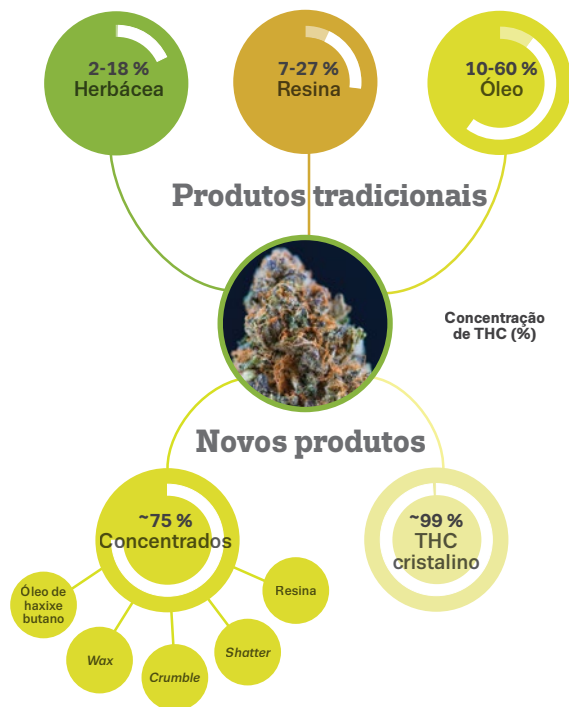 2-18 %
Herbácea
7-27 %
Resina
10-60 %
Óleo
Produtos tradicionais
Concentração
de THC (%)
Novos produtos
~75 %
Concentrados
~99 %
THC
cristalino
Óleo de
haxixe
butano
Wax
Crumble
Shatter
Resina